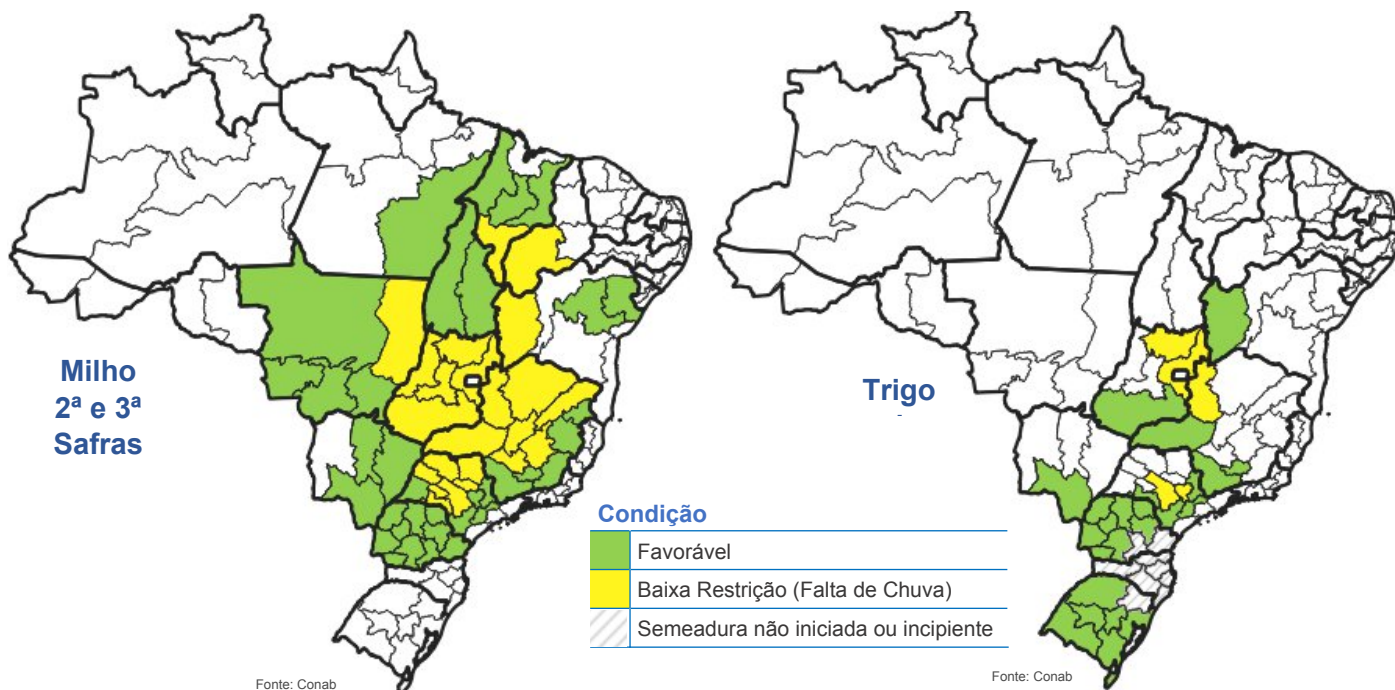 Milho
2ª e 3ª
Safras
Trigo
Condição
Favorável
Baixa Restrição (Falta de Chuva)
Semeadura não iniciada ou incipiente
Fonte: Conab
Fonte: Conab